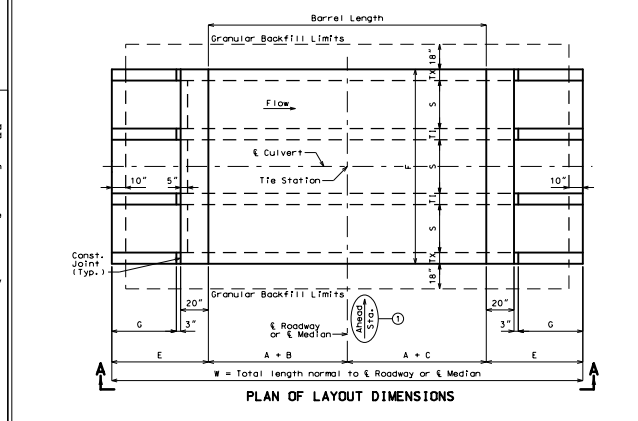 Barrel Length
Granular Backfill Limits
18"
TX
Flow
S
TI
℄ Culvert
F
S
Tie Station
10"
5"
10"
TI
S
Const.
Joint
(Typ.)
TX
Granular Backfill Limits
18"
20"
20"
Ahead
Sta.
1
G
3"
℄ Roadway
or ℄ Median
3"
G
E
A + B
A + C
E
A
W = Total length normal to ℄ Roadway or ℄ Median
A
PLAN OF LAYOUT DIMENSIONS